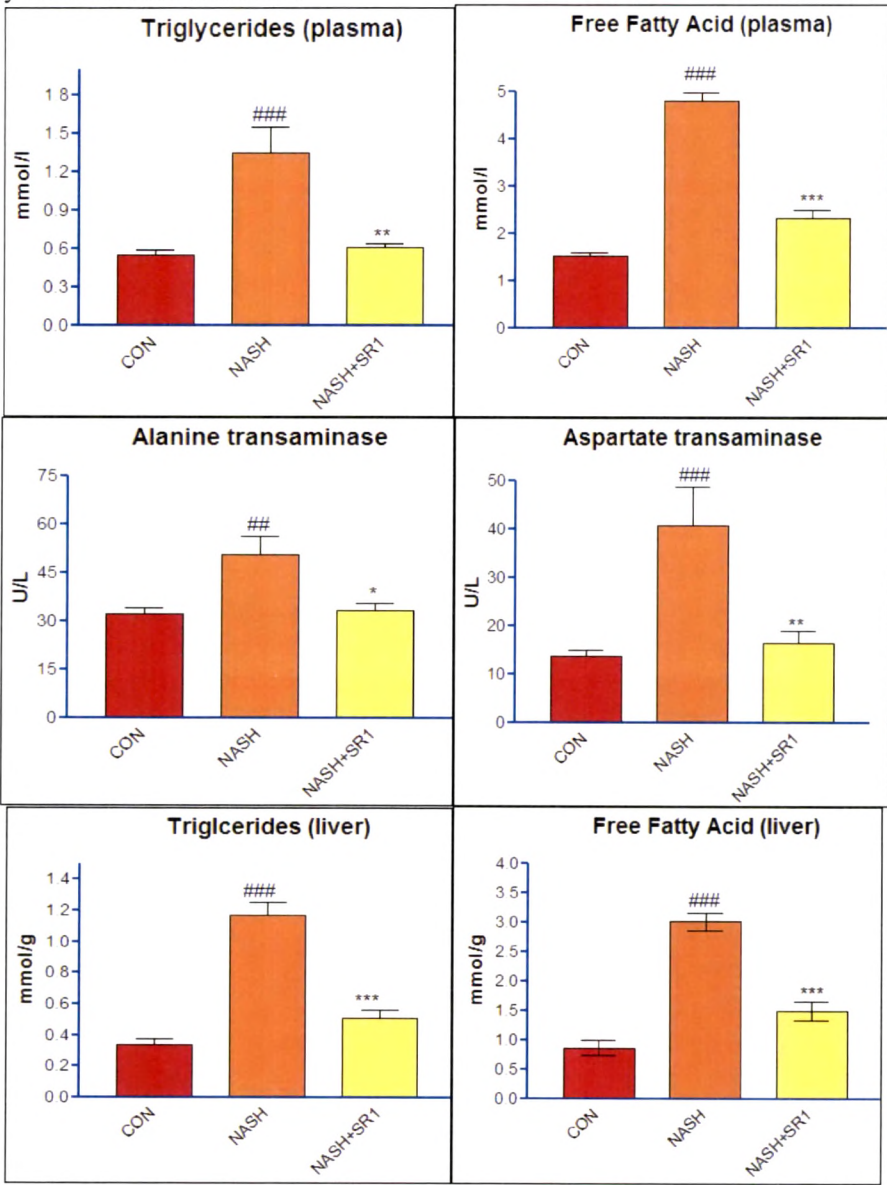 Triglycerides (plasma)
mmol/l
1 8
1 5
1 2
0 9
0 6
0 3
0 0
###
**
CON
NASH
NASH+SR1
Free Fatty Acid (plasma)
mmol/l
5
4
3
2
1
0
###
***
CON
NASH
NASH+SR1
Alanine transaminase
U/L
75
60
45
30
15
0
##
*
CON
NASH
NASH+SR1
Aspartate transaminase
U/L
50
40
30
20
10
0
###
**
CON
NASH
NASH+SR1
Triglcerides (liver)
mmol/g
1 4
1 2
1 0
0 8
0 6
0 4
0 2
0 0
###
***
CON
NASH
NASH+SR1
Free Fatty Acid (liver)
mmol/g
4 0
3 5
3 0
2 5
2 0
1 5
1 0
0 5
0 0
###
***
CON
NASH
NASH+SR1